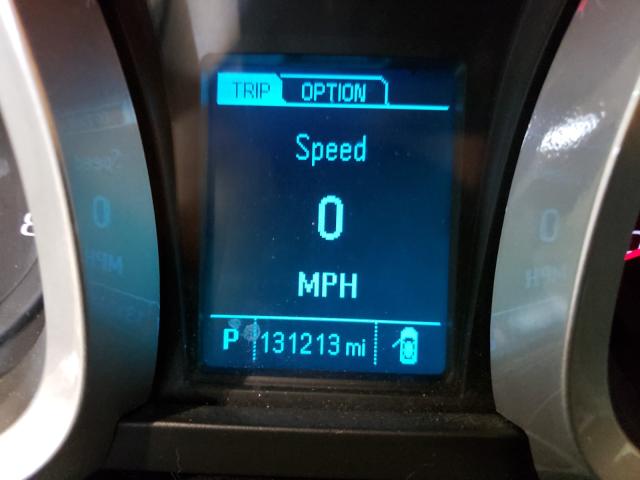 TRIP OPTION
Speed
0
MPH
P 131213 mi